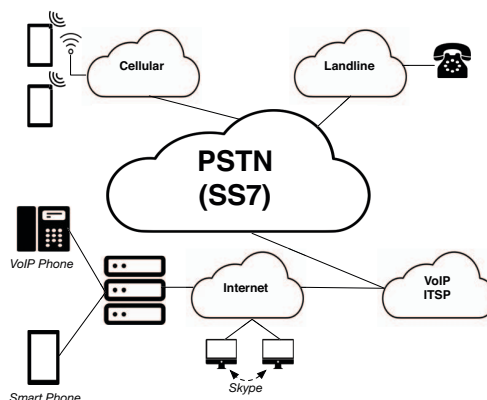 Cellular
Landline
PSTN
(SS7)
VoIP Phone
Internet
VoIP
ITSP
Skype
Smart Phone